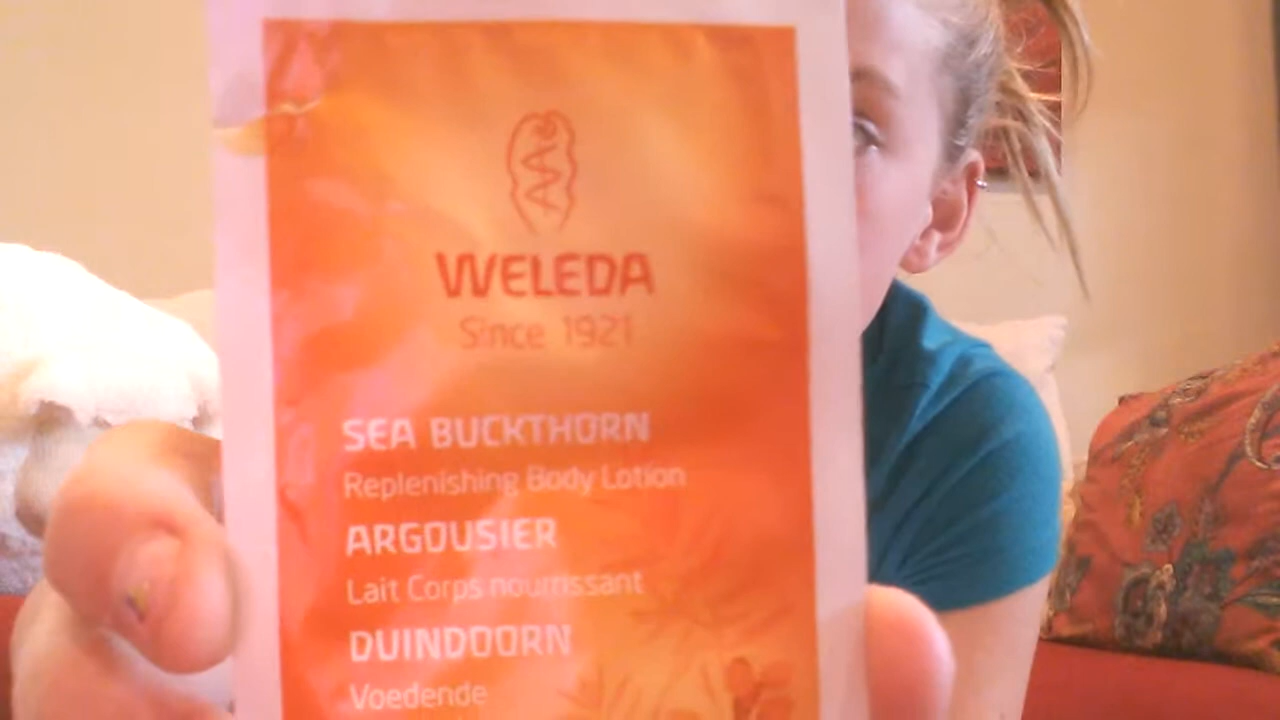 WELEDA
Since 1921
SEA BUCKTHORN
Replenishing Body Lotion
ARGOUSIER
Lait Corps nourrissant
DUINDOORN
Voedende